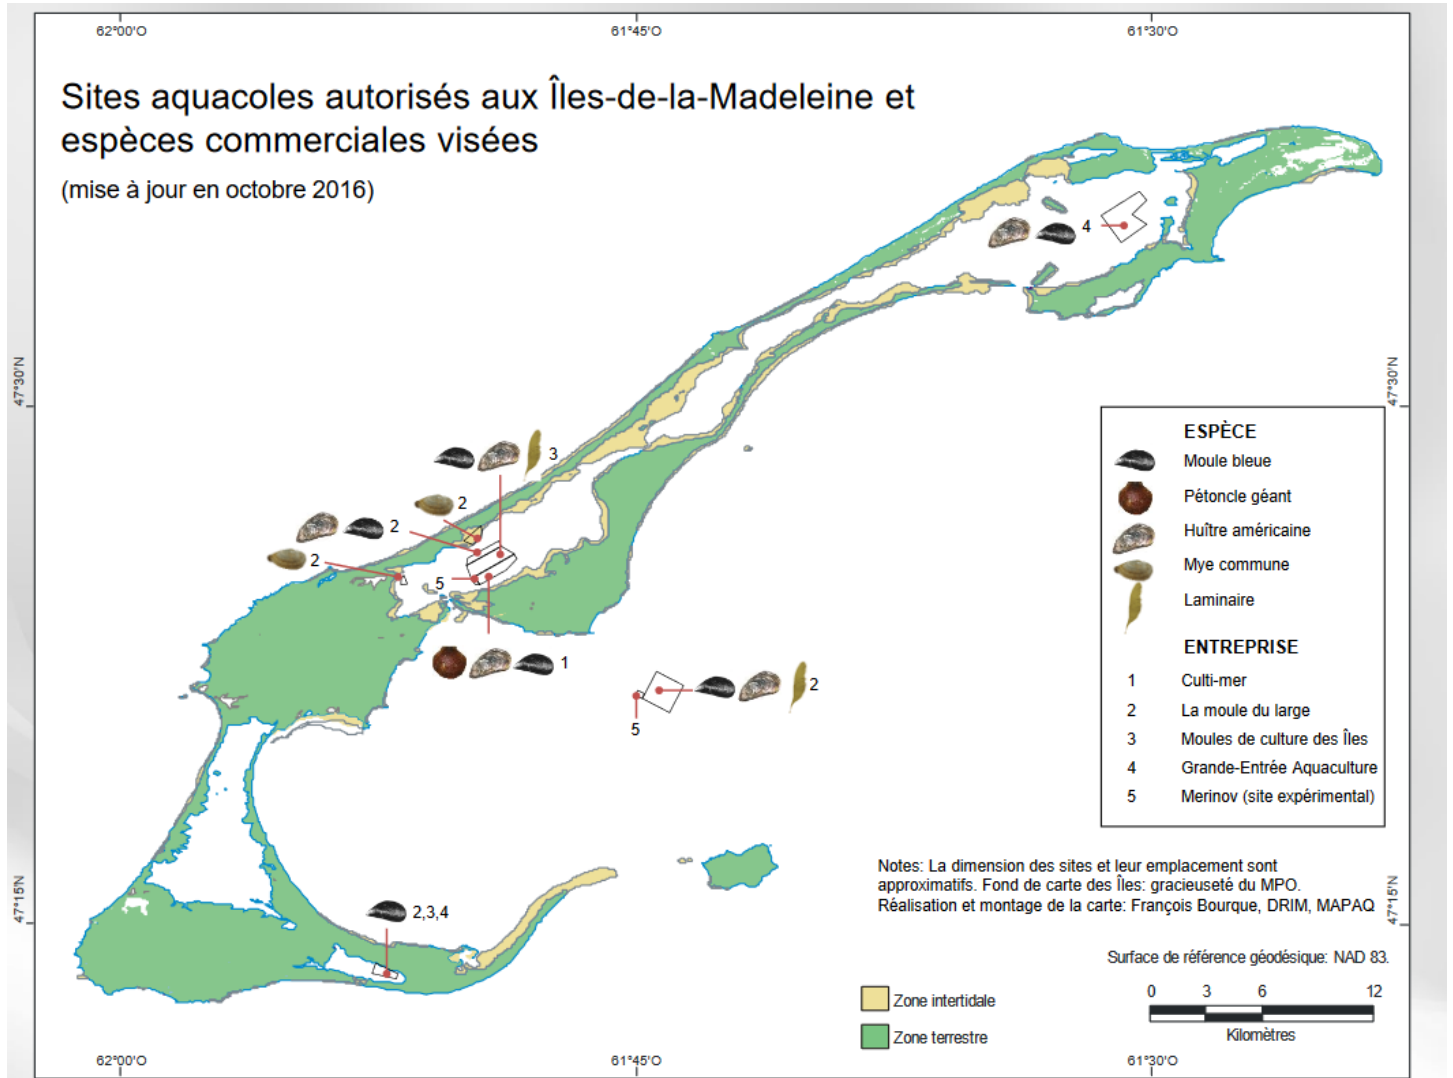 62°00'O
61°45'O
61°30'O
Sites aquacoles autorisés aux Îles-de-la-Madeleine et
espèces commerciales visées
(mise à jour en octobre 2016)
4
47°30'N
47°30'N
3
2
2
2
5
1
2
5
ESPÈCE
Moule bleue
Pétoncle géant
Huître américaine
Mye commune
Laminaire
ENTREPRISE
1 Culti-mer
2 La moule du large
3 Moules de culture des Îles
4 Grande-Entrée Aquaculture
5 Merinov (site expérimental)
47°15'N
47°15'N
2,3,4
Notes: La dimension des sites et leur emplacement sont
approximatifs. Fond de carte des Îles: gracieuseté du MPO.
Réalisation et montage de la carte: François Bourque, DRIM, MAPAQ
Surface de référence géodésique: NAD 83.
Zone intertidale
Zone terrestre
0 3 6 12
Kilomètres
62°00'O
61°45'O
61°30'O